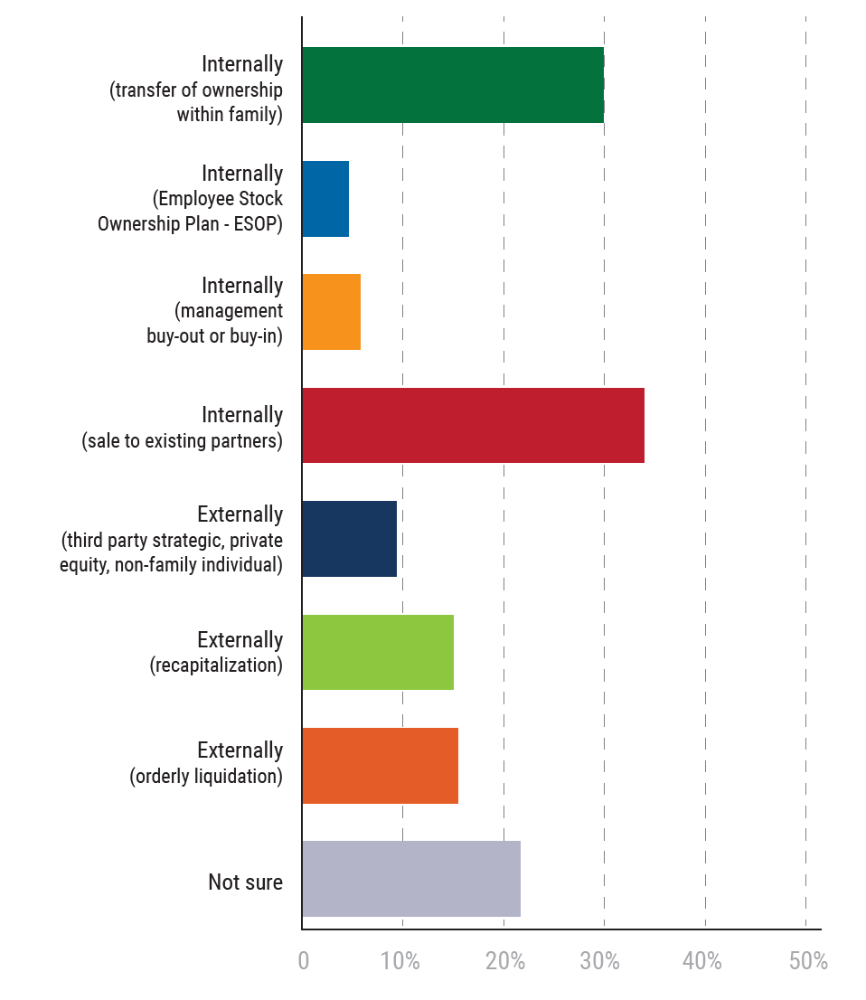 Internally
(transfer of ownership
within family)
Internally
(Employee Stock
Ownership Plan - ESOP)
Internally
(management
buy-out or buy-in)
Internally
(sale to existing partners)
Externally
(third party strategic, private
equity, non-family individual)
Externally
(recapitalization)
Externally
(orderly liquidation)
Not sure
0 10% 20% 30% 40% 50%